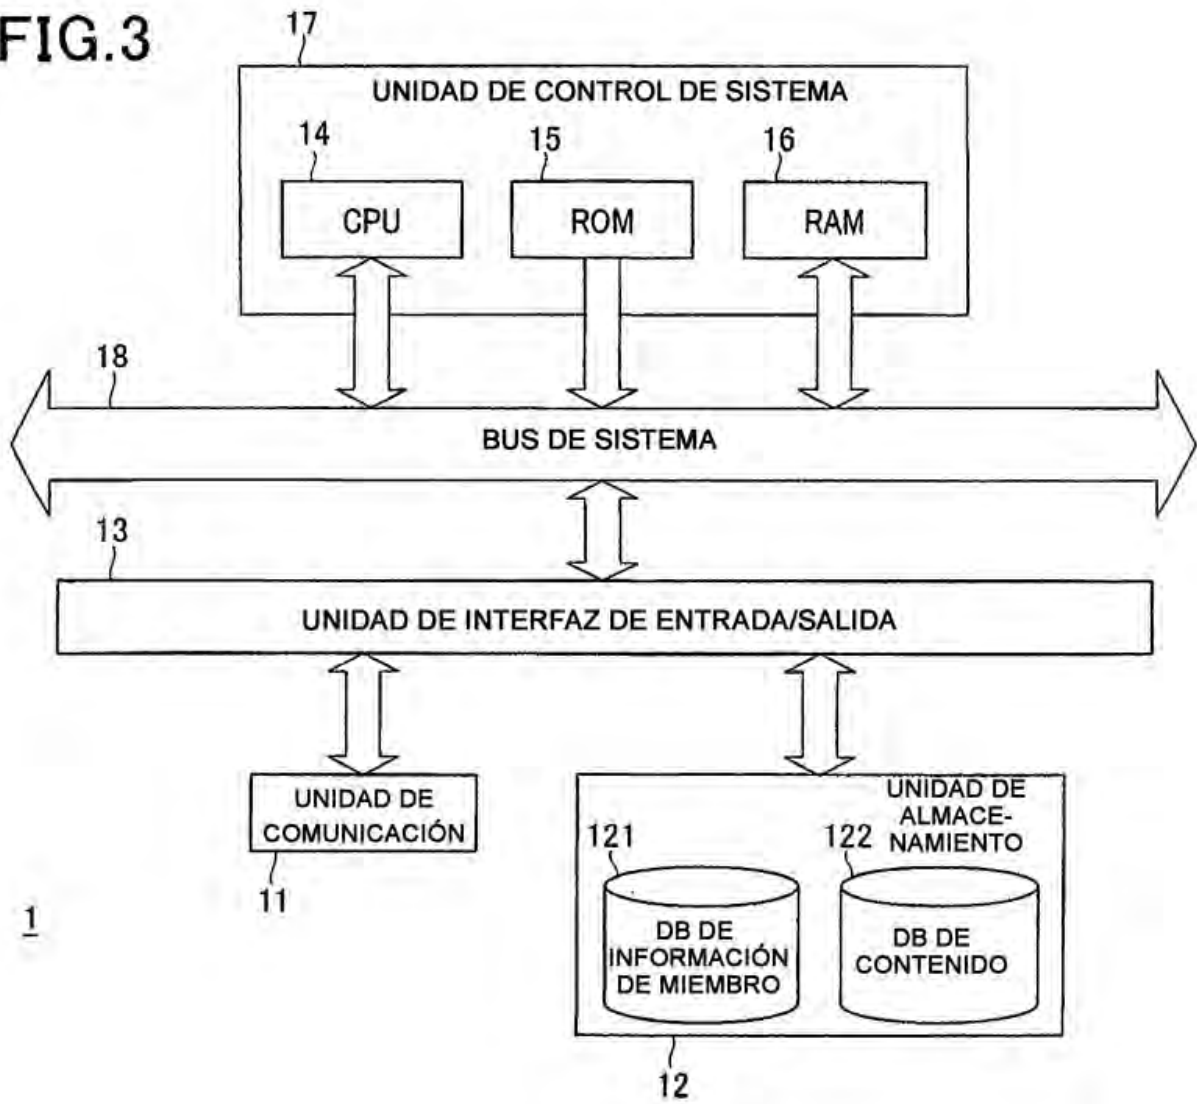 FIG.3
17
UNIDAD DE CONTROL DE SISTEMA
14
15
16
CPU
ROM
RAM
18
BUS DE SISTEMA
13
UNIDAD DE INTERFAZ DE ENTRADA/SALIDA
UNIDAD DE
COMUNICACIÓN
11
UNIDAD DE
ALMACE-
NAMIENTO
121
122
DB DE
INFORMACIÓN
DE MIEMBRO
DB DE
CONTENIDO
1
12